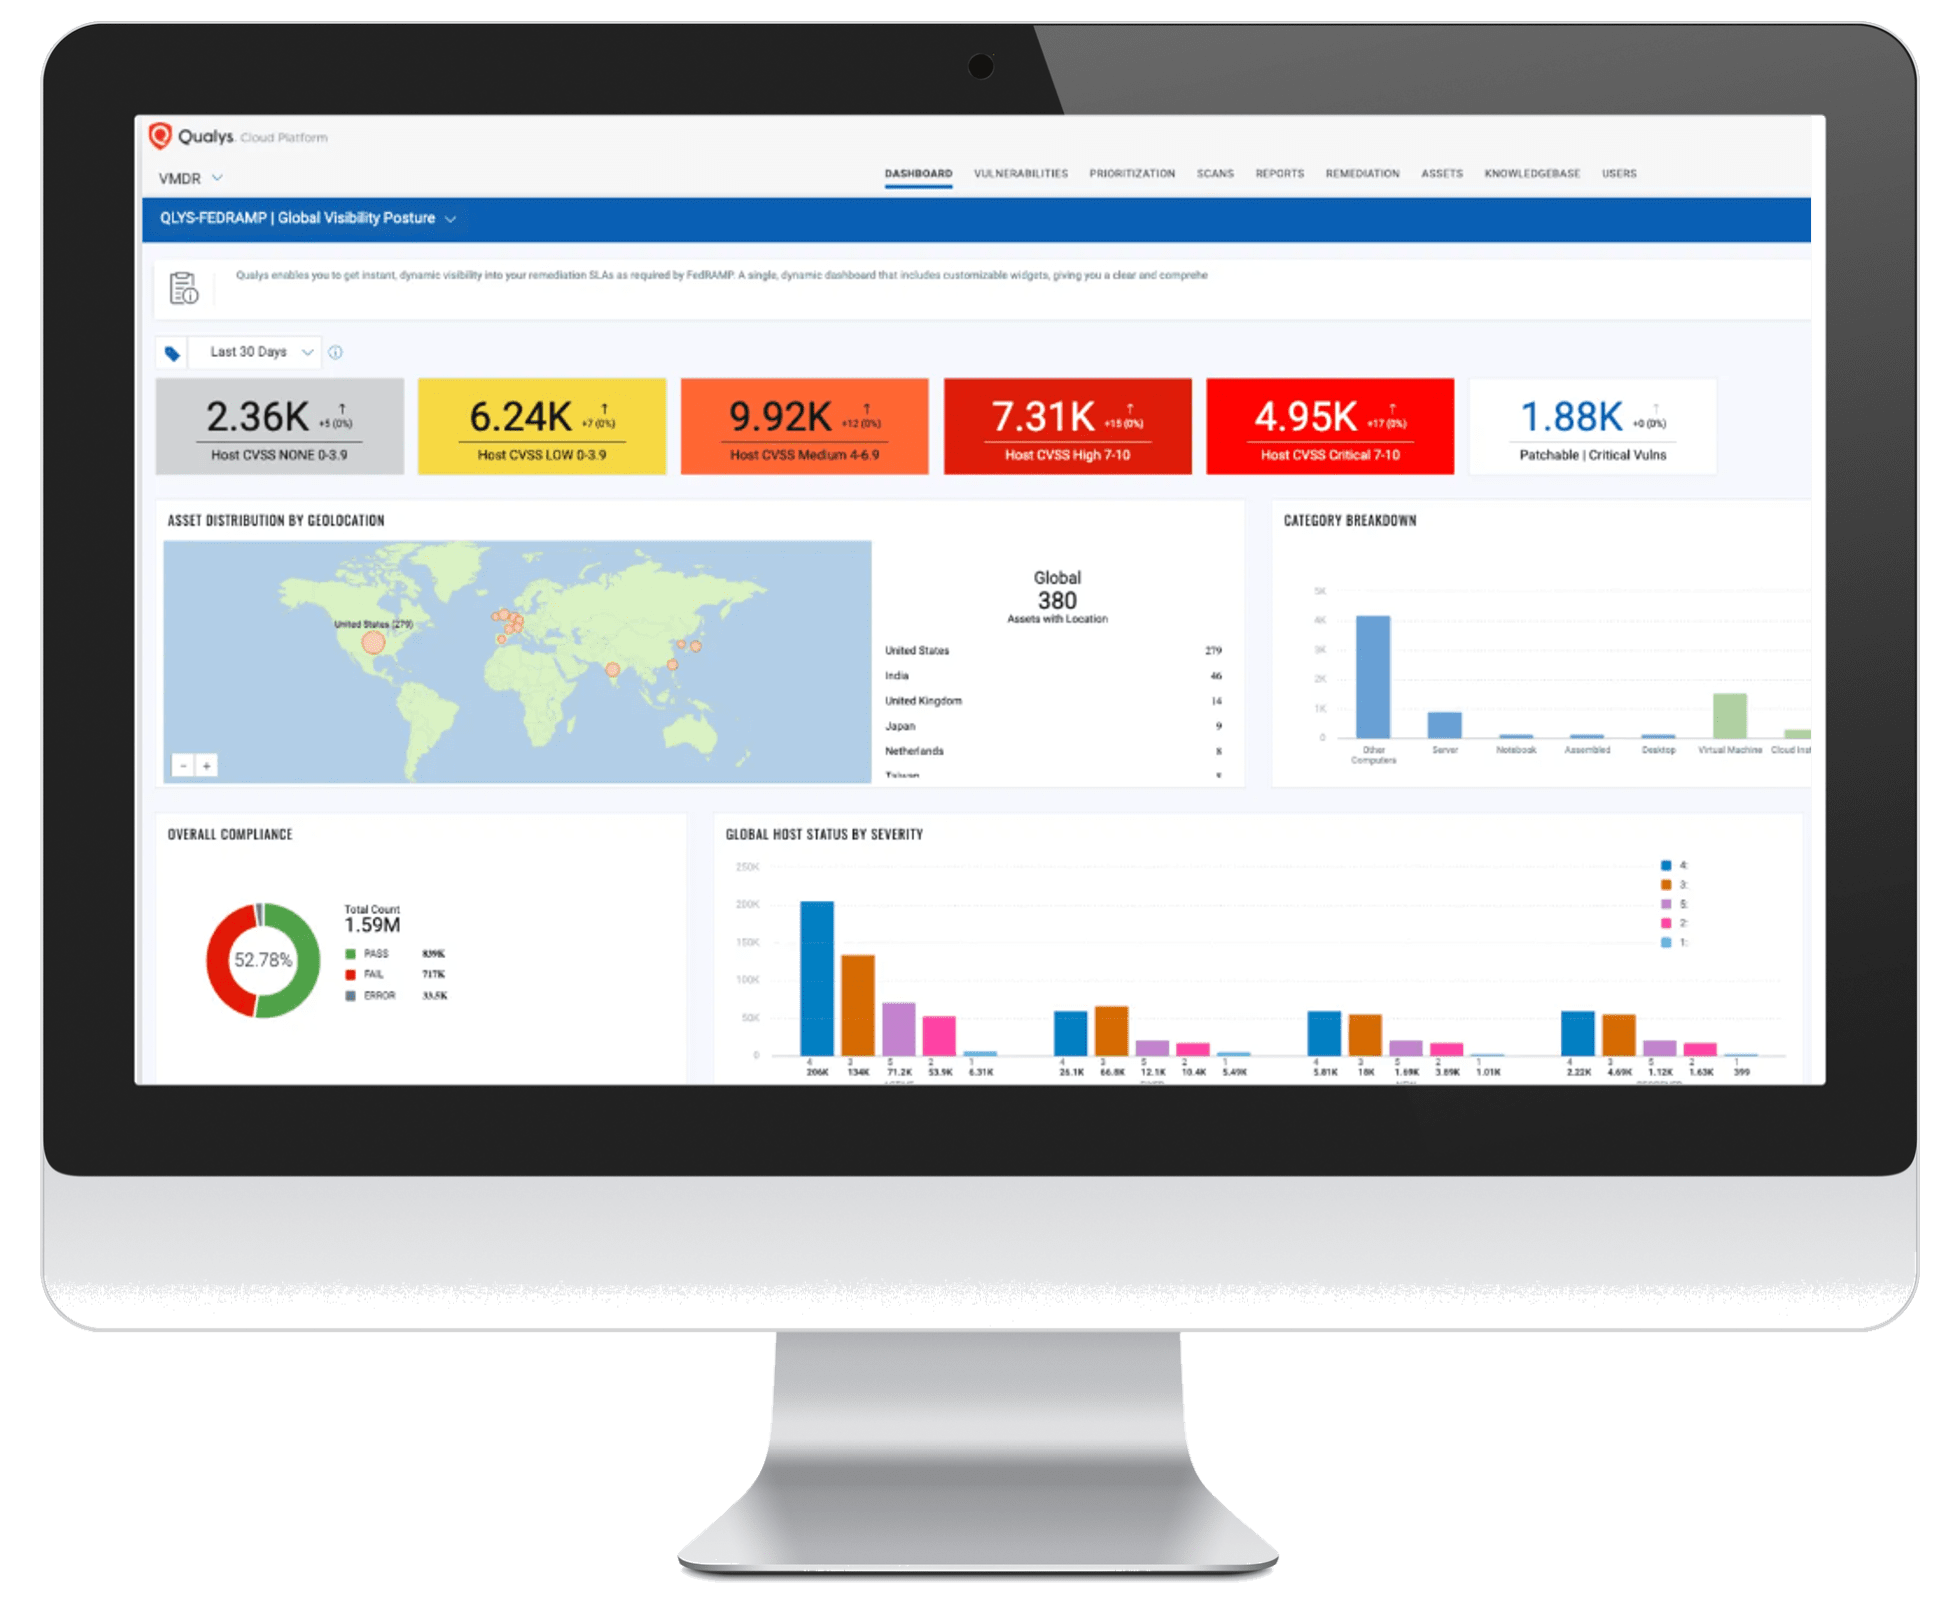 Qualys. Cloud Platform
VMDR
DASHBOARD VULNERABILITIES PRIORITIZATION SCANS REPORTS REMEDIATION ASSETS KNOWLEDGEBASE USERS
QLYS-FEDRAMP | Global Visibility Posture
Qualys enables you to get instant, dynamic visibility into your remediation SLAs as required by FedRAMP. A single, dynamic dashboard that includes customizable widgets, giving you a clear and comprehe
Last 30 Days
2.36K +5 (0%)
Host CVSS NONE 0-3.9
6.24K +7 (0%)
Host CVSS LOW 0-3.9
9.92K +12 (0%)
Host CVSS Medium 4-6.9
7.31K +15 (0%)
Host CVSS High 7-10
4.95K +17 (0%)
Host CVSS Critical 7-10
1.88K +0 (0%)
Patchable | Critical Vulns
ASSET DISTRIBUTION BY GEOLOCATION
United States (279)
- +
Global
380
Assets with Location
United States 279
India 46
United Kingdom 14
Japan 9
Netherlands 8
Taiwan 8
CATEGORY BREAKDOWN
5K
4K
3K
2K
1K
0
Other Computers
Server
Notebook
Assembled
Desktop
Virtual Machine
Cloud Inst
OVERALL COMPLIANCE
52.78%
Total Count
1.59M
PASS 839K
FAIL 717K
ERROR 33.5K
GLOBAL HOST STATUS BY SEVERITY
250K
200K
150K
100K
50K
0
4:
3:
5:
2:
1:
4 3 5 2 1
206K 134K 71.2K 53.9K 6.31K
ACTIVE
4 3 5 2 1
26.1K 66.8K 12.1K 10.4K 5.49K
FIXED
4 3 5 2 1
5.81K 18K 1.69K 3.89K 1.01K
NEW
4 3 5 2 1
2.22K 4.69K 1.12K 1.63K 399